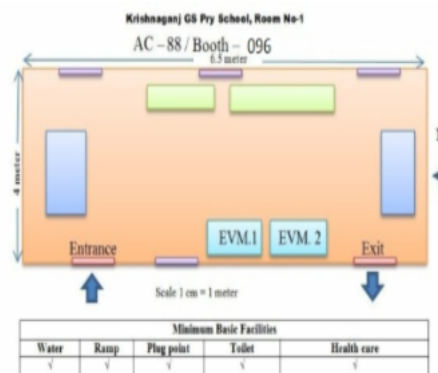 Krishnaganj GS Pry School, Room No-1
AC – 88 / Booth – 096
6.5 meter
4 meter
EVM.1 EVM. 2
Entrance Exit
Scale 1 cm = 1 meter
Minimum Basic Facilities
Water Ramp Plug point Toilet Health care
√ √ √ √ √